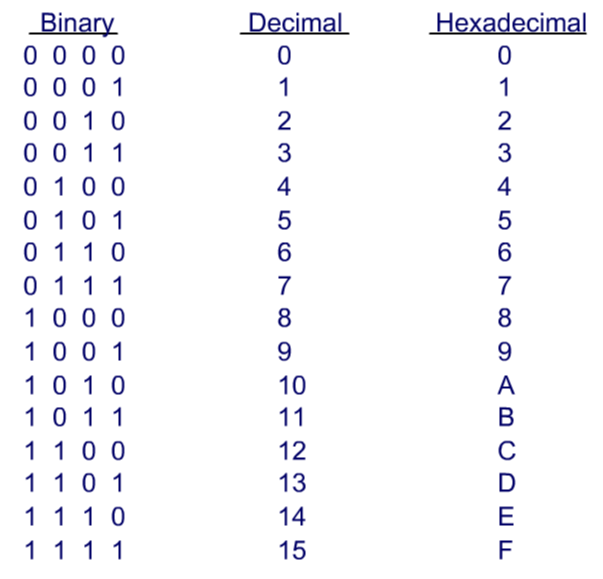 Binary Decimal Hexadecimal
0 0 0 0 0 0
0 0 0 1 1 1
0 0 1 0 2 2
0 0 1 1 3 3
0 1 0 0 4 4
0 1 0 1 5 5
0 1 1 0 6 6
0 1 1 1 7 7
1 0 0 0 8 8
1 0 0 1 9 9
1 0 1 0 10 A
1 0 1 1 11 B
1 1 0 0 12 C
1 1 0 1 13 D
1 1 1 0 14 E
1 1 1 1 15 F